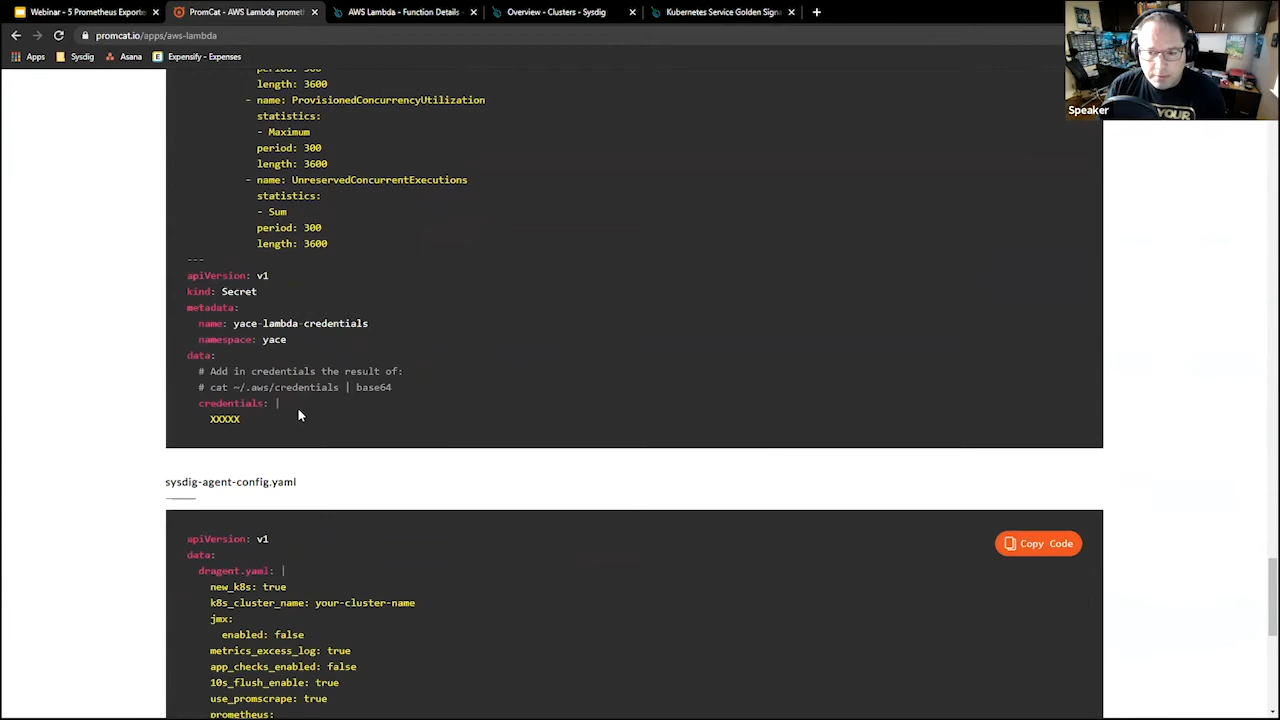 Webinar - 5 Prometheus Exporte
PromCat - AWS Lambda prometh
AWS Lambda - Function Details -
Overview - Clusters - Sysdig
Kubernetes Service Golden Signa
promcat.io/apps/aws-lambda
Apps
Sysdig
Asana
Expensify - Expenses
Speaker
YOUR
period: 300
length: 3600
- name: ProvisionedConcurrencyUtilization
statistics:
- Maximum
period: 300
length: 3600
- name: UnreservedConcurrentExecutions
statistics:
- Sum
period: 300
length: 3600
---
apiVersion: v1
kind: Secret
metadata:
name: yace-lambda-credentials
namespace: yace
data:
# Add in credentials the result of:
# cat ~/.aws/credentials | base64
credentials: |
XXXXX
sysdig-agent-config.yaml
Copy Code
apiVersion: v1
data:
dragent.yaml: |
new_k8s: true
k8s_cluster_name: your-cluster-name
jmx:
enabled: false
metrics_excess_log: true
app_checks_enabled: false
10s_flush_enable: true
use_promscrape: true
prometheus: